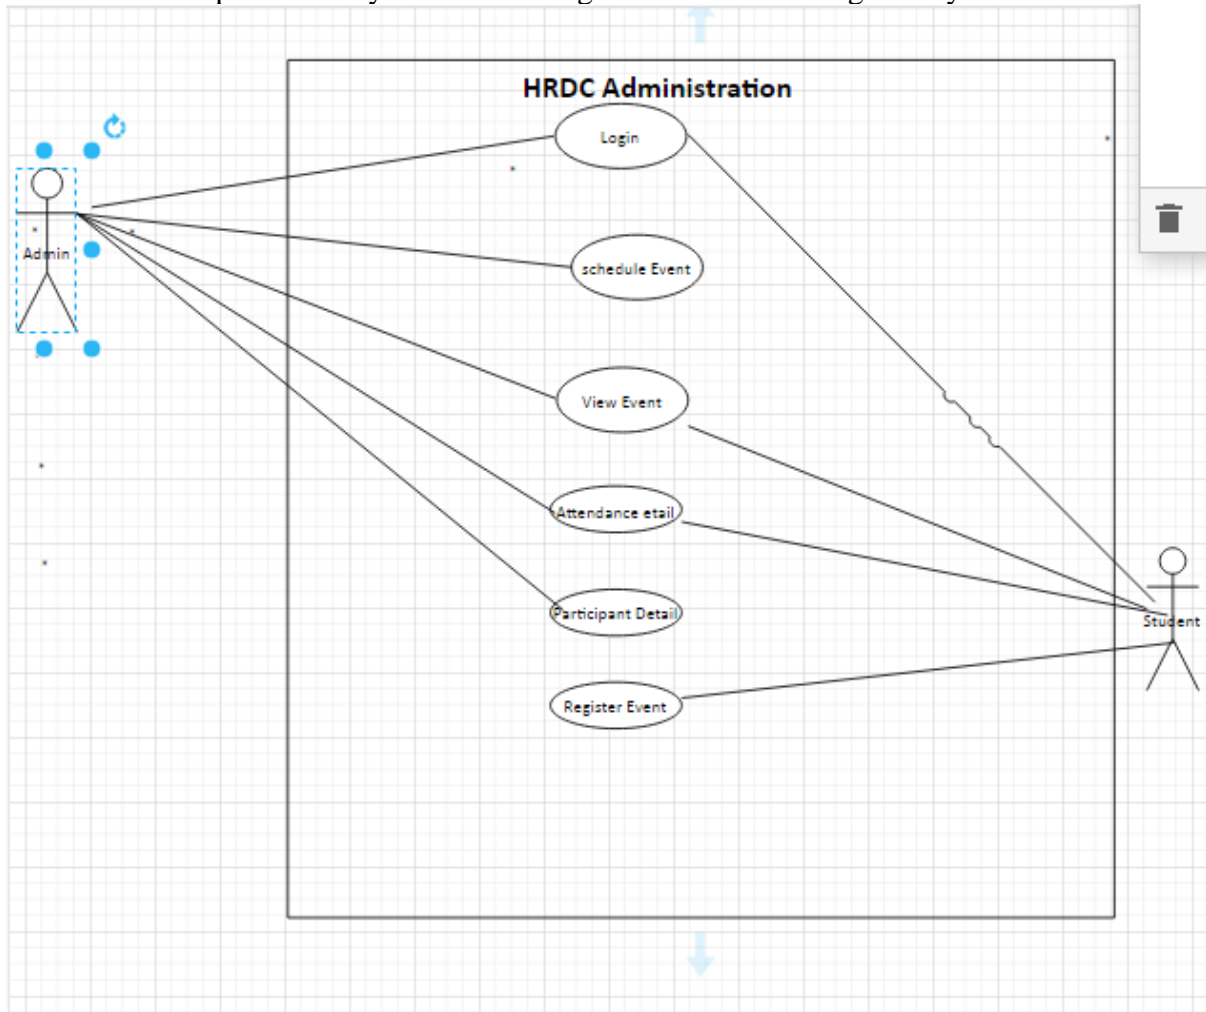 HRDC Administration
Login
Admin
schedule Event
View Event
Attendance etail
Participant Detail
Student
Register Event